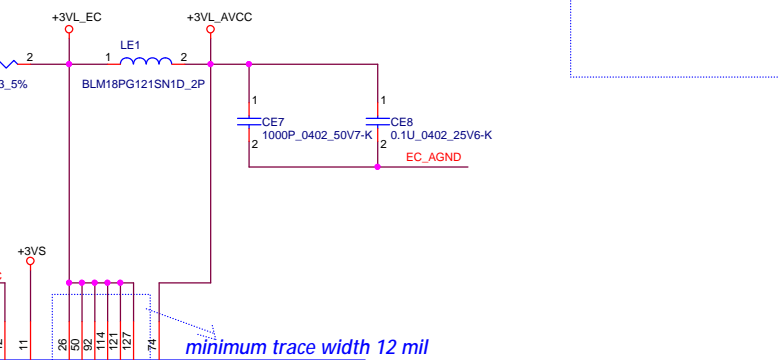 +3VL_EC
+3VL_AVCC
LE1
2
1
2
3_5%
BLM18PG121SN1D_2P
1
1
CE7
CE8
1000P_0402_50V7-K
0.1U_0402_25V6-K
2
2
EC_AGND
+3VS
11
26
50
92
114
121
127
74
minimum trace width 12 mil